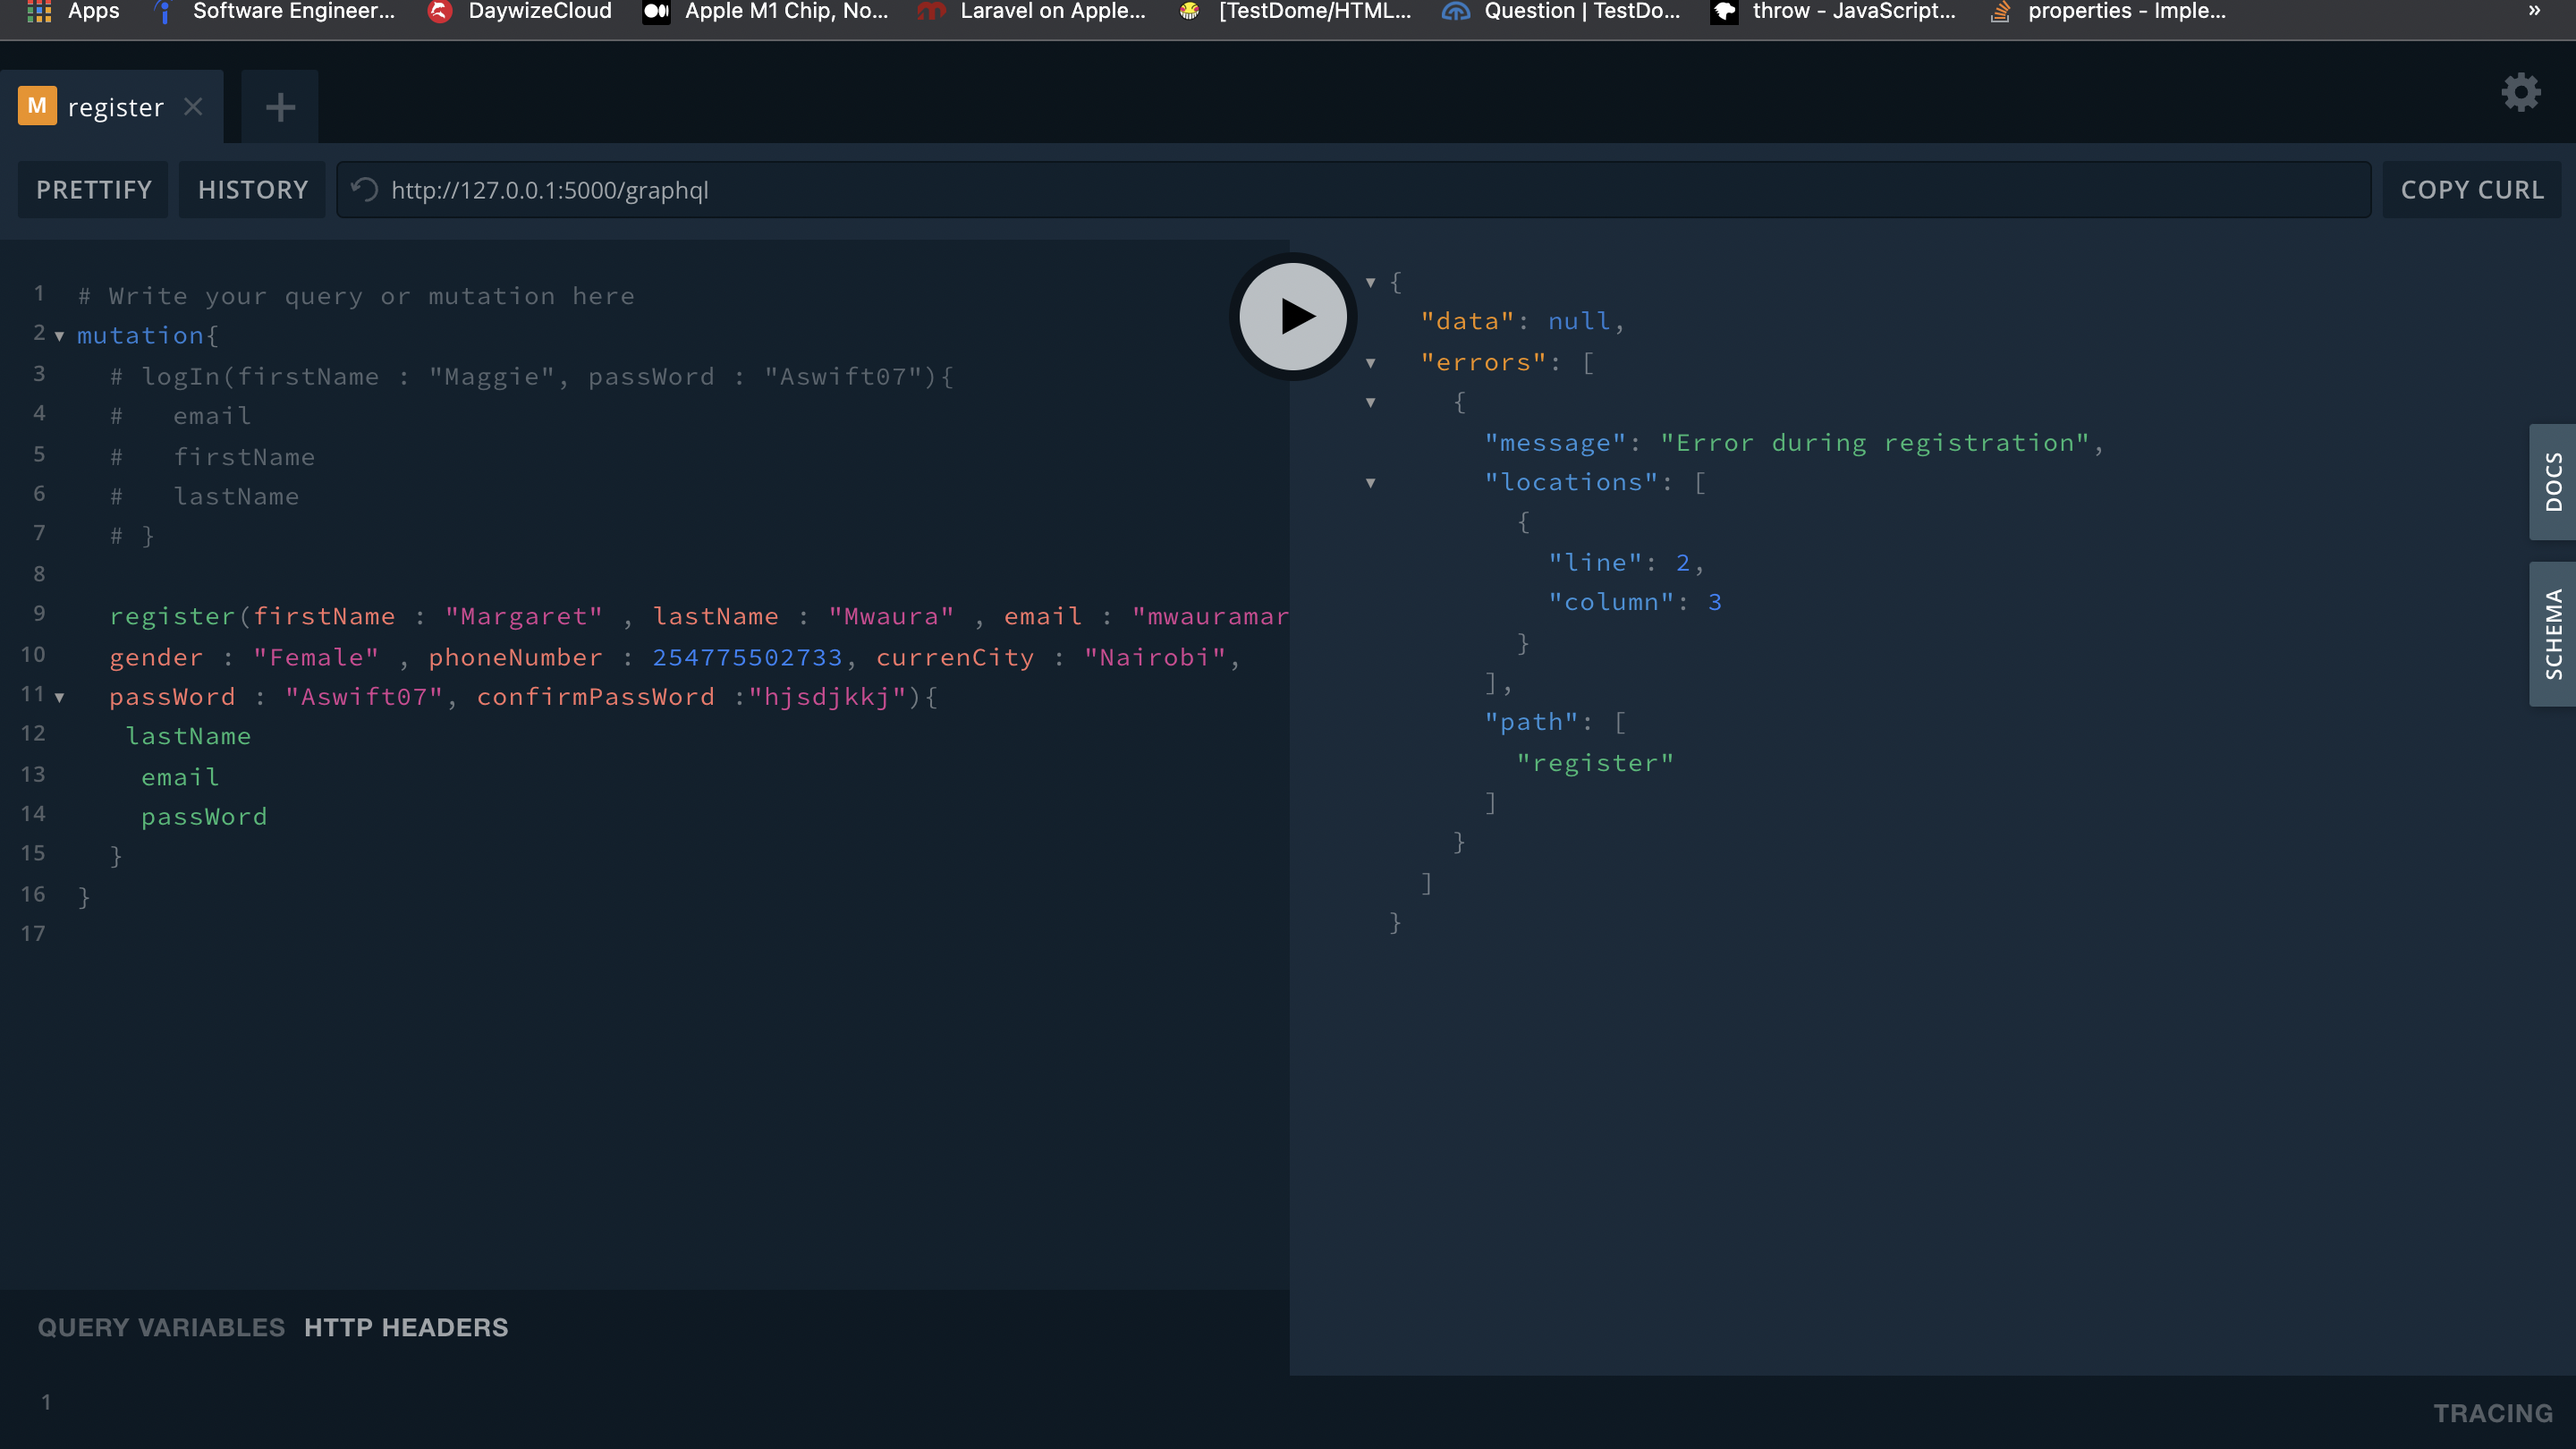 Apps Software Engineer... DaywizeCloud Apple M1 Chip, No... Laravel on Apple... [TestDome/HTML... Question | TestDo... throw - JavaScript... properties - Imple... »
M register
PRETTIFY HISTORY http://127.0.0.1:5000/graphql COPY CURL
1 # Write your query or mutation here
2 mutation{
3 # logIn(firstName : "Maggie", passWord : "Aswift07"){
4 # email
5 # firstName
6 # lastName
7 # }
8
9 register(firstName : "Margaret" , lastName : "Mwaura" , email : "mwauramar
10 gender : "Female" , phoneNumber : 254775502733, currenCity : "Nairobi",
11 passWord : "Aswift07", confirmPassWord :"hjsdjkkj"){
12 lastName
13 email
14 passWord
15 }
16 }
17
{
"data": null,
"errors": [
{
"message": "Error during registration",
"locations": [
{
"line": 2,
"column": 3
}
],
"path": [
"register"
]
}
]
}
DOCS
SCHEMA
QUERY VARIABLES HTTP HEADERS
1
TRACING